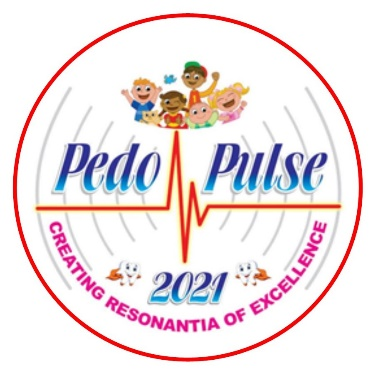 Pedo Pulse
2021
CREATING RESONANTIA OF EXCELLENCE